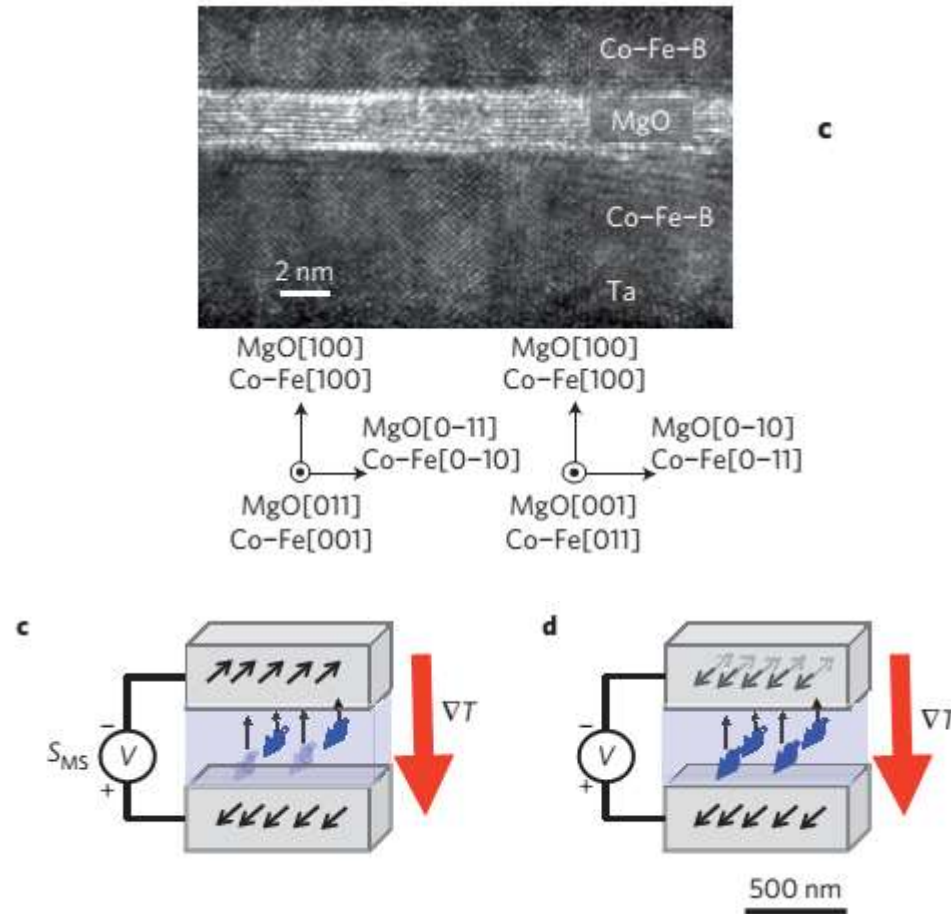 Co–Fe–B
MgO
c
Co–Fe–B
2 nm
Ta
MgO[100]
Co–Fe[100]
MgO[100]
Co–Fe[100]
MgO[0–11]
Co–Fe[0–10]
MgO[0–10]
Co–Fe[0–11]
MgO[011]
Co–Fe[001]
MgO[001]
Co–Fe[011]
c
d
∇T
∇T
–
S_MS V
+
–
V
+
500 nm